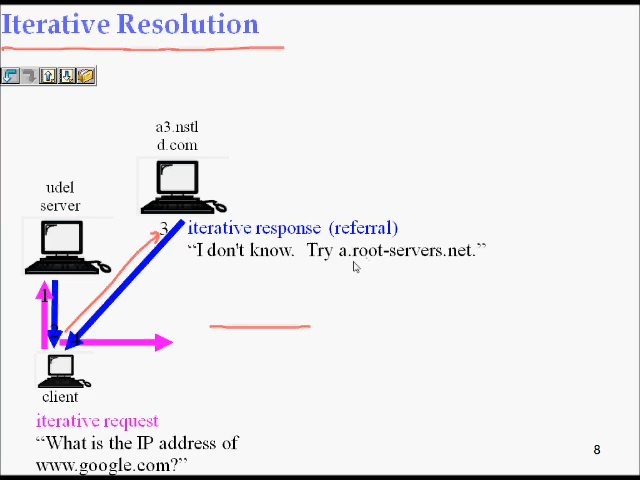 Iterative Resolution
a3.nstl
d.com
udel
server
3
iterative response (referral)
“I don't know. Try a.root-servers.net.”
1
client
iterative request
“What is the IP address of
www.google.com?”
8